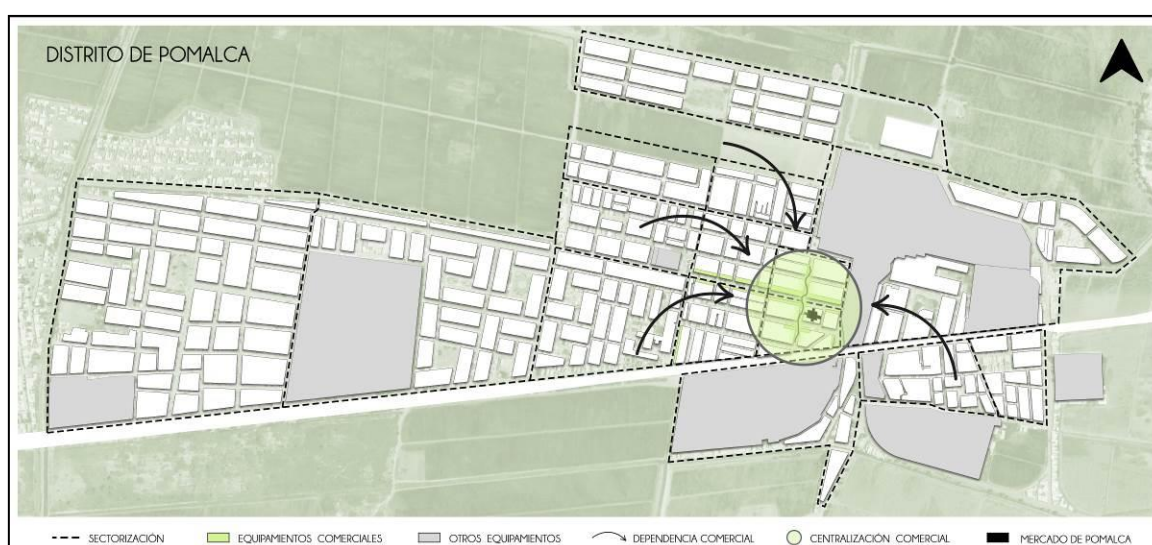 DISTRITO DE POMALCA
SECTORIZACIÓN EQUIPAMIENTOS COMERCIALES OTROS EQUIPAMIENTOS DEPENDENCIA COMERCIAL CENTRALIZACIÓN COMERCIAL MERCADO DE POMALCA